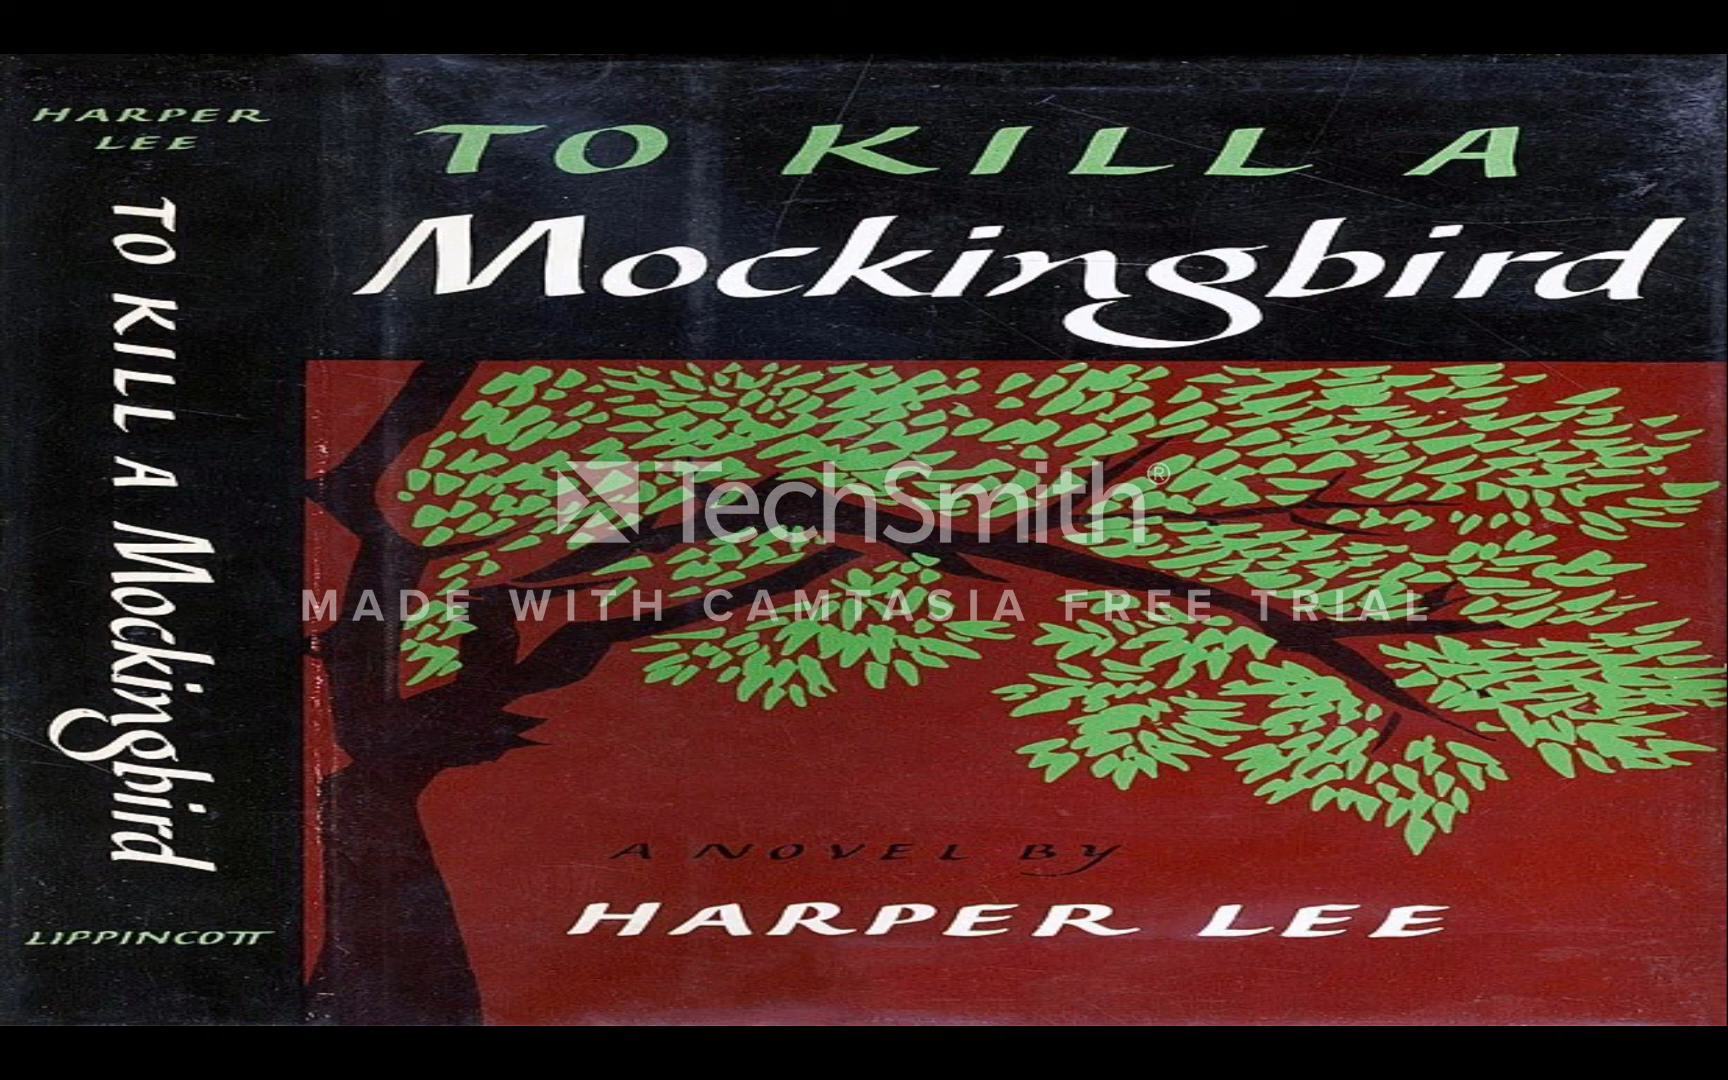 HARPER
LEE
TO KILL A Mockingbird
LIPPINCOTT
TO KILL A
Mockingbird
TechSmith®
MADE WITH CAMTASIA FREE TRIAL
A NOVEL BY
HARPER LEE